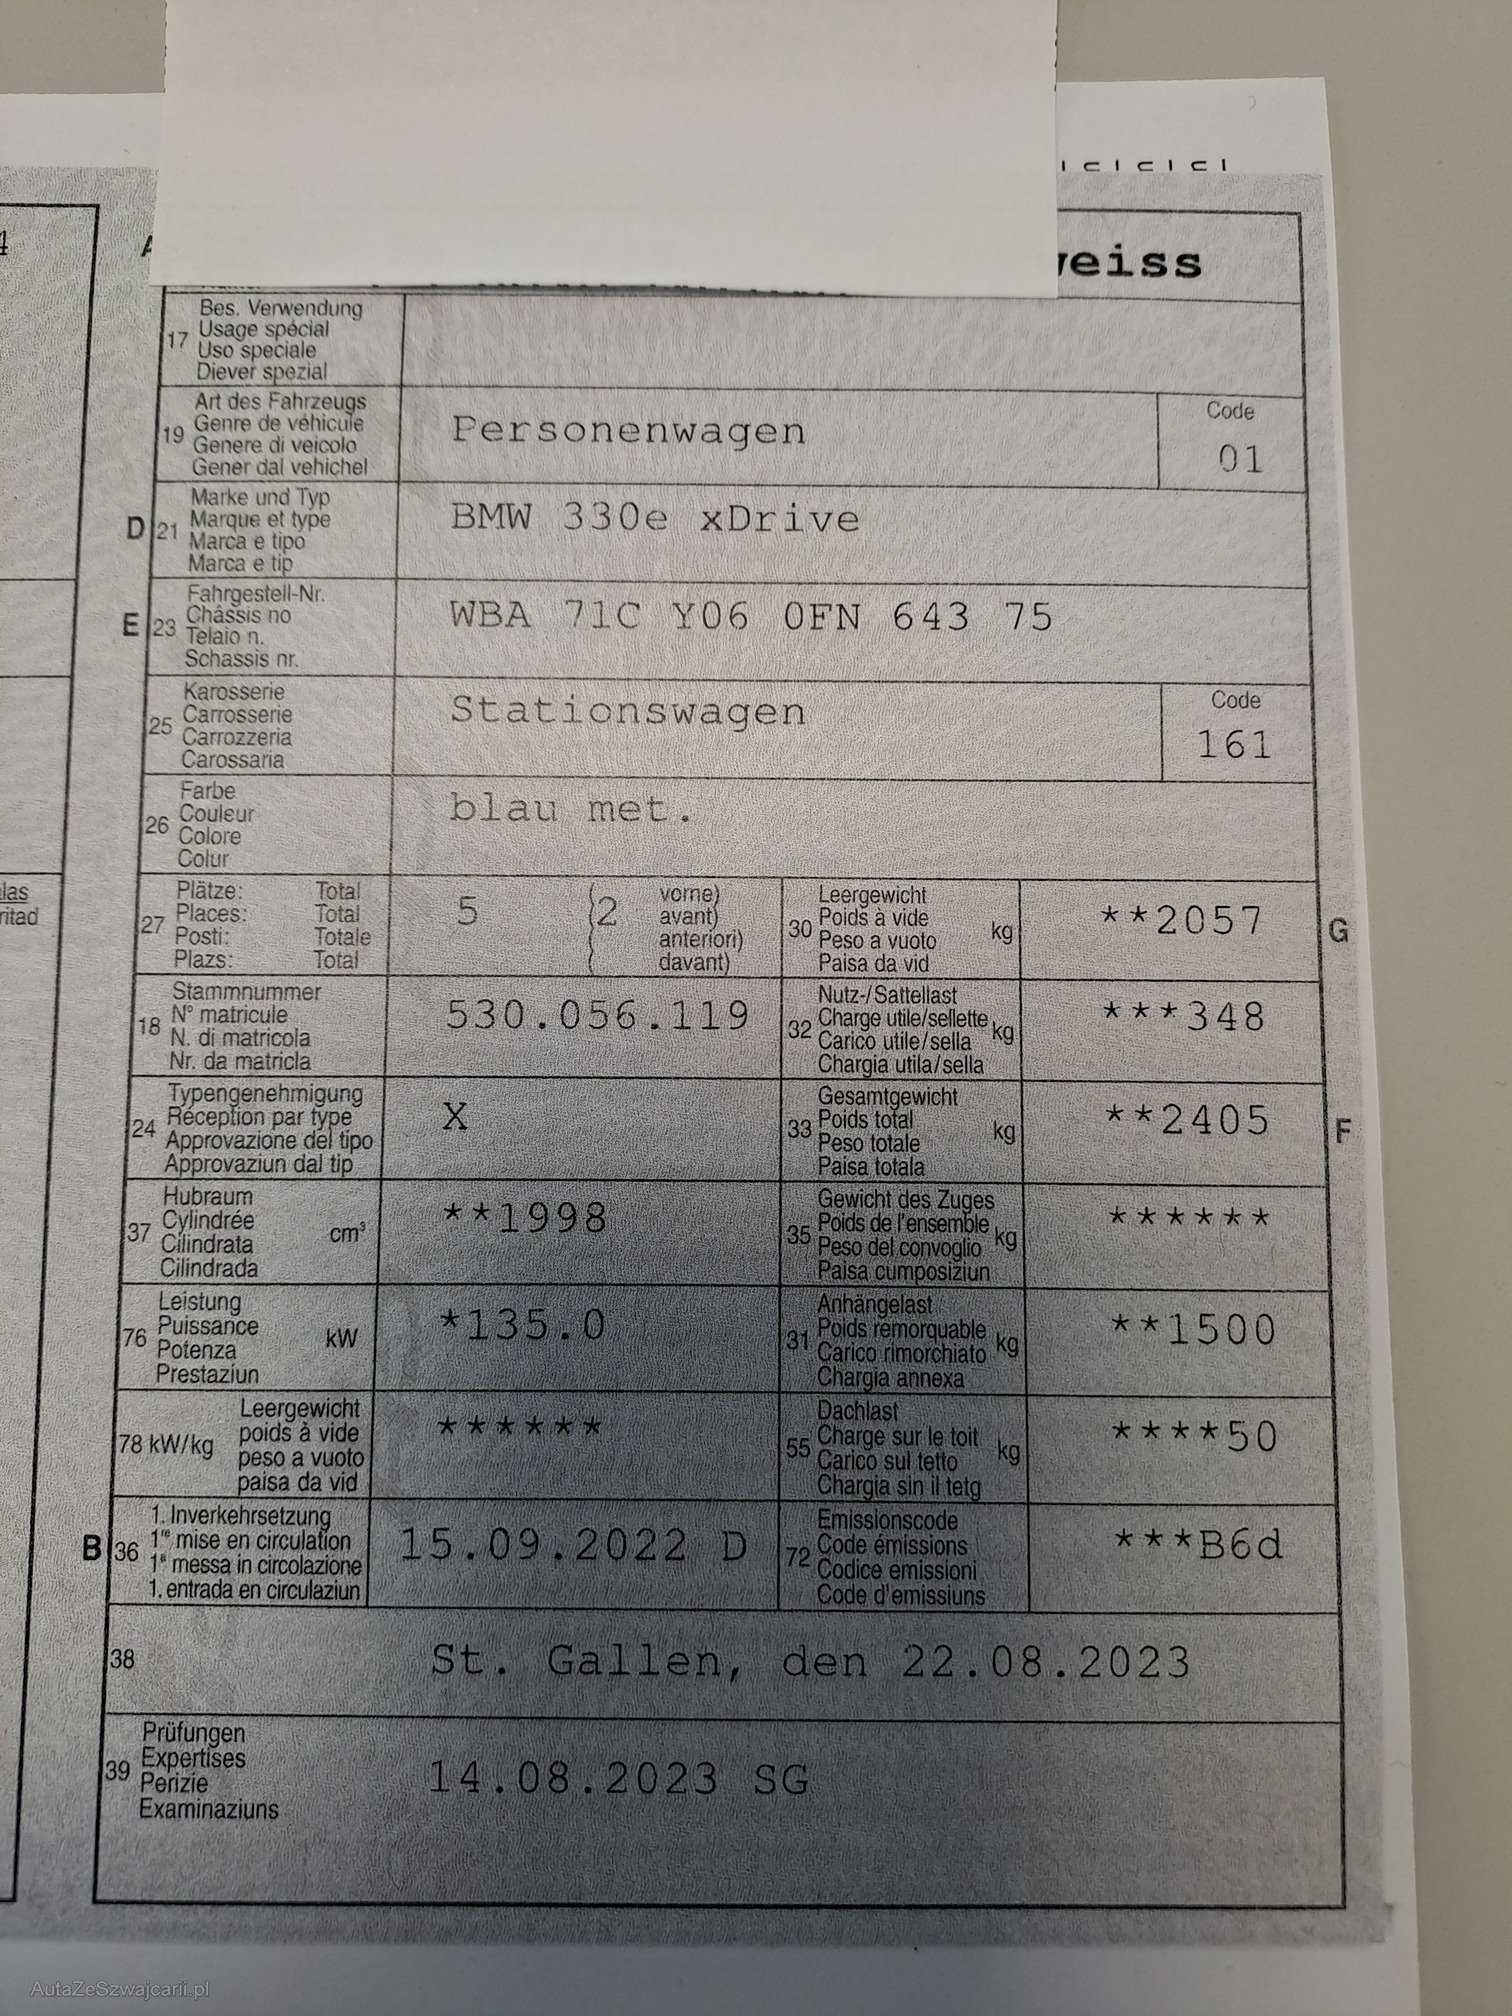 weiss
17
Bes. Verwendung
Usage spécial
Uso speciale
Diever spezial
19
Art des Fahrzeugs
Genre de véhicule
Genere di veicolo
Gener dal vehichel
Personenwagen
Code
01
D
21
Marke und Typ
Marque et type
Marca e tipo
Marca e tip
BMW 330e xDrive
E
23
Fahrgestell-Nr.
Châssis no
Telaio n.
Schassis nr.
WBA 71C Y06 0FN 643 75
25
Karosserie
Carrosserie
Carrozzeria
Carossaria
Stationswagen
Code
161
26
Farbe
Couleur
Colore
Colur
blau met.
27
Plätze: Total
Places: Total
Posti: Totale
Plazs: Total
5 (2 vorne)
avant)
( anteriori)
( davant)
30
Leergewicht
Poids à vide
Peso a vuoto
Paisa da vid
kg
**2057
G
18
Stammnummer
N° matricule
N. di matricola
Nr. da matricla
530.056.119
32
Nutz-/Sattellast
Charge utile/sellette
Carico utile/sella
Chargia utila/sella
kg
***348
24
Typengenehmigung
Réception par type
Approvazione del tipo
Approvaziun dal tip
X
33
Gesamtgewicht
Poids total
Peso totale
Paisa totala
kg
**2405
F
37
Hubraum
Cylindrée
Cilindrata
Cilindrada
cm³
**1998
35
Gewicht des Zuges
Poids de l'ensemble
Peso del convoglio
Paisa cumposiziun
kg
******
76
Leistung
Puissance
Potenza
Prestaziun
kW
*135.0
31
Anhängelast
Poids remorquable
Carico rimorchiato
Chargia annexa
kg
**1500
78 kW/kg
Leergewicht
poids à vide
peso a vuoto
paisa da vid
******
55
Dachlast
Charge sur le toit
Carico sul tetto
Chargia sin il tetg
kg
****50
B
36
1. Inverkehrsetzung
1re mise en circulation
1a messa in circolazione
1. entrada en circulaziun
15.09.2022 D
72
Emissionscode
Code émissions
Codice emissioni
Code d'emissiuns
***B6d
38
St. Gallen, den 22.08.2023
39
Prüfungen
Expertises
Perizie
Examinaziuns
14.08.2023 SG
AutaZeSzwajcarii.pl